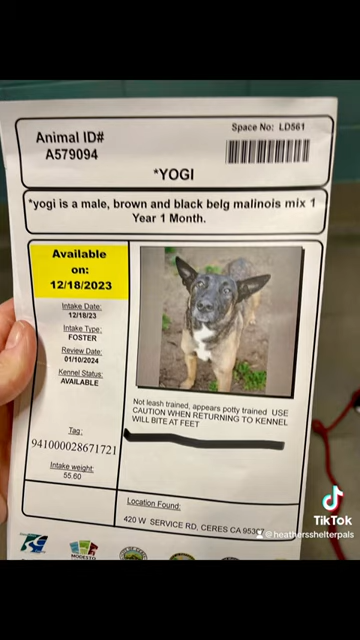 Animal ID#
A579094
Space No: LD561
*YOGI
*yogi is a male, brown and black belg malinois mix 1
Year 1 Month.
Available
on:
12/18/2023
Intake Date:
12/18/23
Intake Type:
FOSTER
Review Date:
01/10/2024
Kennel Status:
AVAILABLE
Tag:
941000028671721
Intake weight:
55.60
Not leash trained, appears potty trained USE
CAUTION WHEN RETURNING TO KENNEL
WILL BITE AT FEET
Location Found:
420 W SERVICE RD, CERES CA 95307
MODESTO
TikTok
@heathersshelterpals